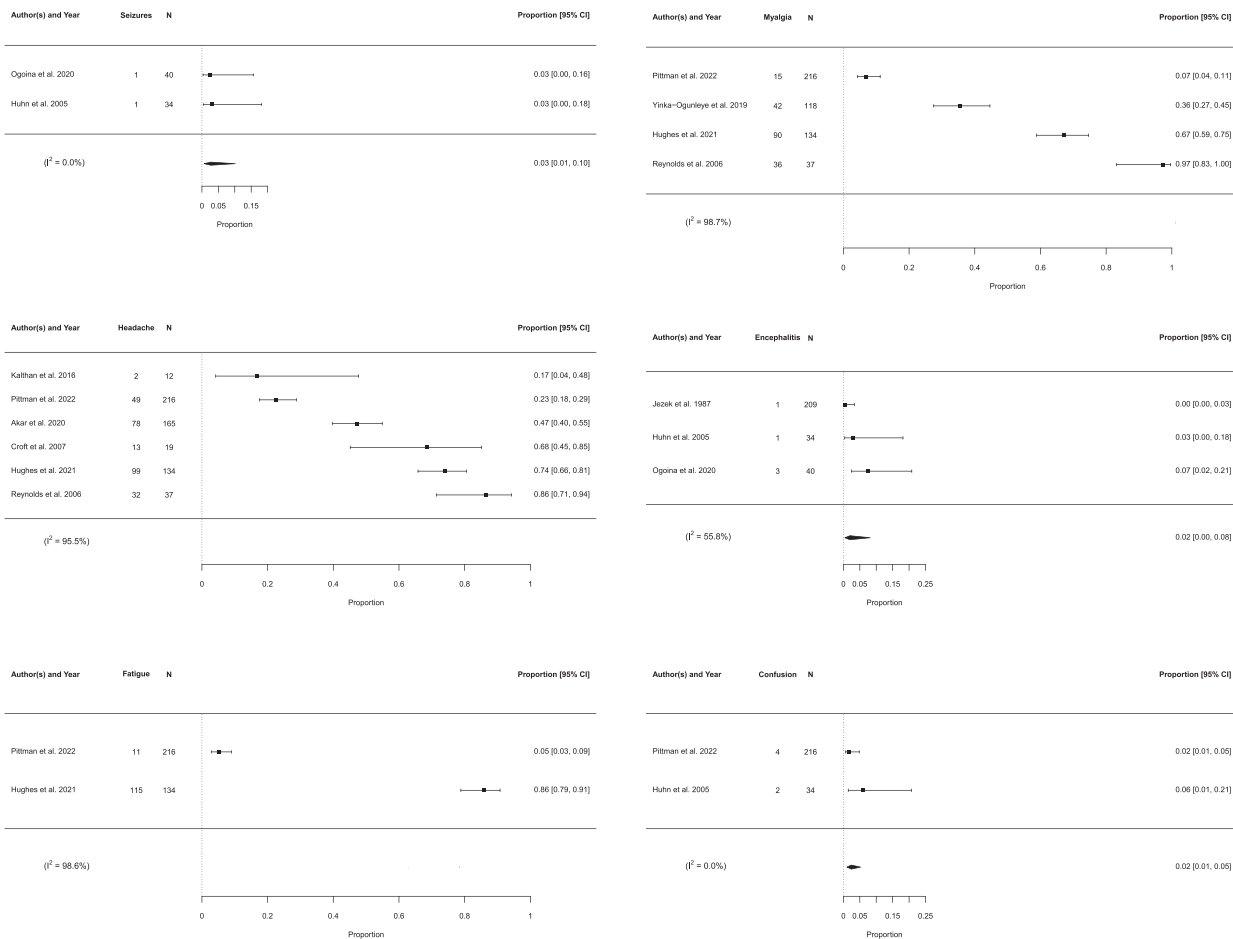 Author(s) and Year Seizures N Proportion [95% CI]
Ogoina et al. 2020 1 40 0.03 [0.00, 0.16]
Huhn et al. 2005 1 34 0.03 [0.00, 0.18]
(I² = 0.0%) 0.03 [0.01, 0.10]
0 0.05 0.15
Proportion
Author(s) and Year Myalgia N Proportion [95% CI]
Pittman et al. 2022 15 216 0.07 [0.04, 0.11]
Yinka−Ogunleye et al. 2019 42 118 0.36 [0.27, 0.45]
Hughes et al. 2021 90 134 0.67 [0.59, 0.75]
Reynolds et al. 2006 36 37 0.97 [0.83, 1.00]
(I² = 98.7%)
0 0.2 0.4 0.6 0.8 1
Proportion
Author(s) and Year Headache N Proportion [95% CI]
Kalthan et al. 2016 2 12 0.17 [0.04, 0.48]
Pittman et al. 2022 49 216 0.23 [0.18, 0.29]
Akar et al. 2020 78 165 0.47 [0.40, 0.55]
Croft et al. 2007 13 19 0.68 [0.45, 0.85]
Hughes et al. 2021 99 134 0.74 [0.66, 0.81]
Reynolds et al. 2006 32 37 0.86 [0.71, 0.94]
(I² = 95.5%)
0 0.2 0.4 0.6 0.8 1
Proportion
Author(s) and Year Encephalitis N Proportion [95% CI]
Jezek et al. 1987 1 209 0.00 [0.00, 0.03]
Huhn et al. 2005 1 34 0.03 [0.00, 0.18]
Ogoina et al. 2020 3 40 0.07 [0.02, 0.21]
(I² = 55.8%) 0.02 [0.00, 0.08]
0 0.05 0.15 0.25
Proportion
Author(s) and Year Fatigue N Proportion [95% CI]
Pittman et al. 2022 11 216 0.05 [0.03, 0.09]
Hughes et al. 2021 115 134 0.86 [0.79, 0.91]
(I² = 98.6%)
0 0.2 0.4 0.6 0.8 1
Proportion
Author(s) and Year Confusion N Proportion [95% CI]
Pittman et al. 2022 4 216 0.02 [0.01, 0.05]
Huhn et al. 2005 2 34 0.06 [0.01, 0.21]
(I² = 0.0%) 0.02 [0.01, 0.05]
0 0.05 0.15 0.25
Proportion